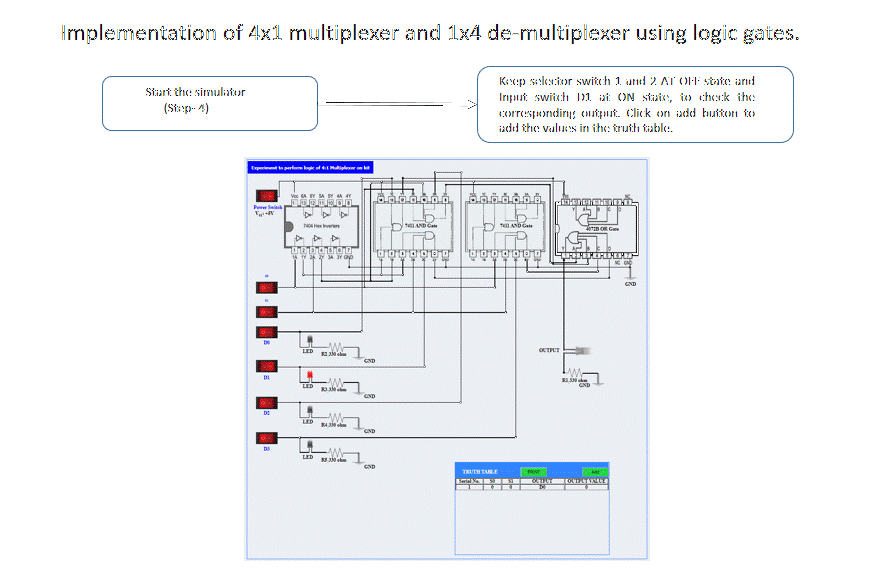 Implementation of 4x1 multiplexer and 1x4 de-multiplexer using logic gates.
Start the simulator
(Step- 4)
Keep selector switch 1 and 2 AT OFF state and
Input switch D1 at ON state, to check the
corresponding output. Click on add button to
add the values in the truth table.
Experiment to perform logic of 4:1 Multiplexer on kit
Power Switch
Vcc 6A 5Y 5A 5Y 4A 4Y
7404 Hex Inverters
1A 1Y 2A 2Y 3A 3Y GND
7411 AND Gate
7411 AND Gate
NC
4072B OR Gate
NC GND
GND
D0
LED
R2.330 ohm
GND
D1
LED
R3.330 ohm
GND
D2
LED
R4.330 ohm
GND
D3
LED
R5.330 ohm
GND
OUTPUT
R1.330 ohm
GND
TRUTH TABLE PRINT Add
Serial No. S0 S1 OUTPUT OUTPUT VALUE
1 0 0 D0 0